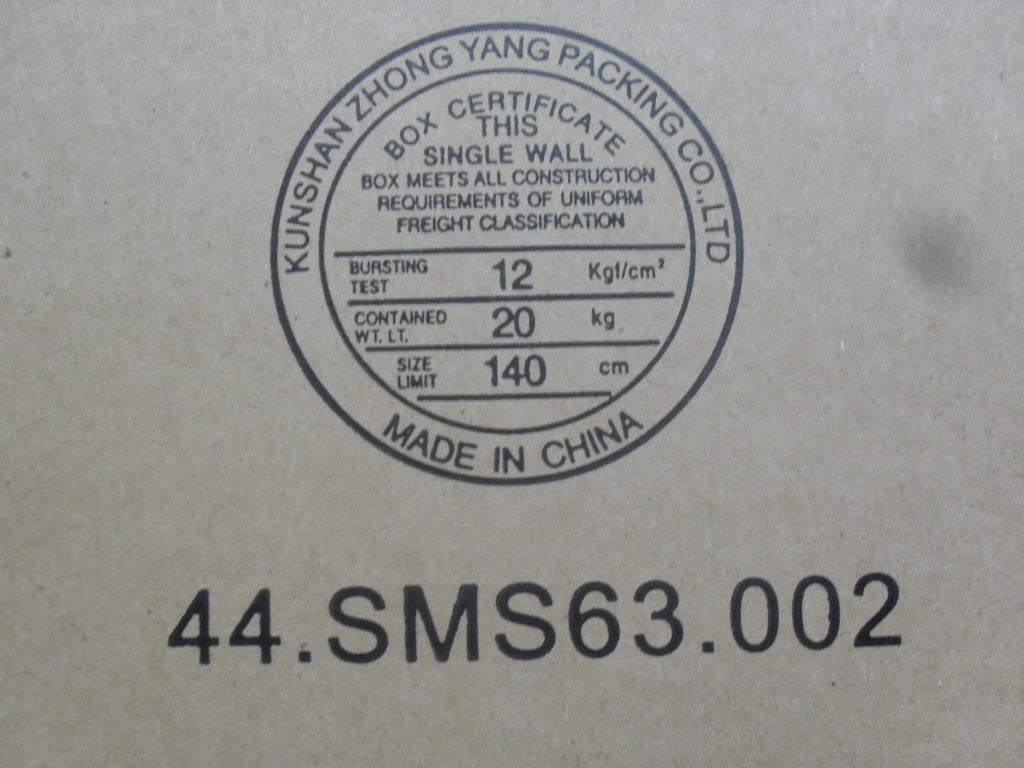 KUNSHAN ZHONG YANG PACKING CO.,LTD
BOX CERTIFICATE
THIS
SINGLE WALL
BOX MEETS ALL CONSTRUCTION
REQUIREMENTS OF UNIFORM
FREIGHT CLASSIFICATION
BURSTING TEST 12 Kgf/cm²
CONTAINED WT. LT. 20 kg
SIZE LIMIT 140 cm
MADE IN CHINA
44.SMS63.002